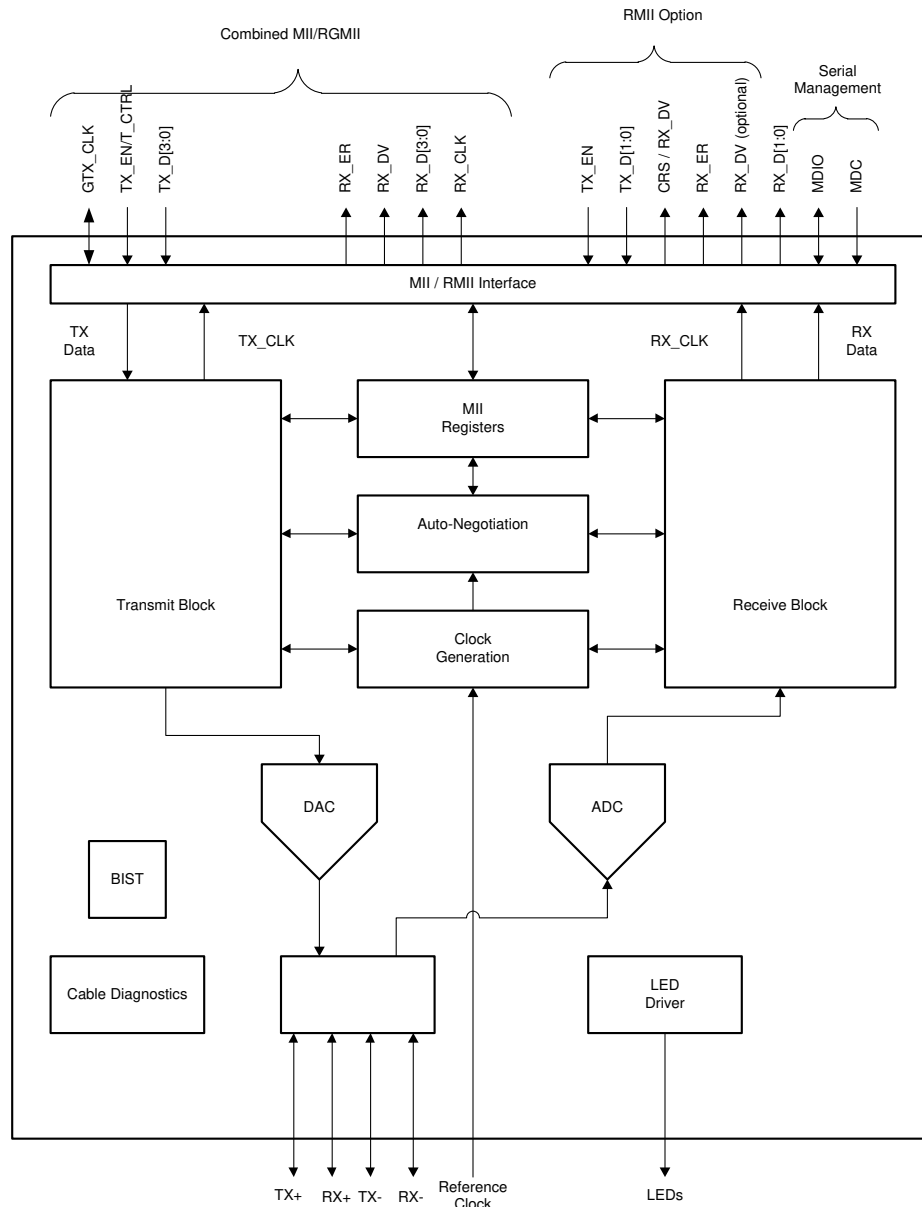 Combined MII/RGMII
RMII Option
Serial
Management
GTX_CLK
TX_EN/T_CTRL
TX_D[3:0]
RX_ER
RX_DV
RX_D[3:0]
RX_CLK
TX_EN
TX_D[1:0]
CRS / RX_DV
RX_ER
RX_DV (optional)
RX_D[1:0]
MDIO
MDC
MII / RMII Interface
TX
Data
TX_CLK
RX_CLK
RX
Data
MII
Registers
Auto-Negotiation
Transmit Block
Receive Block
Clock
Generation
DAC
ADC
BIST
Cable Diagnostics
LED
Driver
TX+
RX+
TX-
RX-
Reference
Clock
LEDs